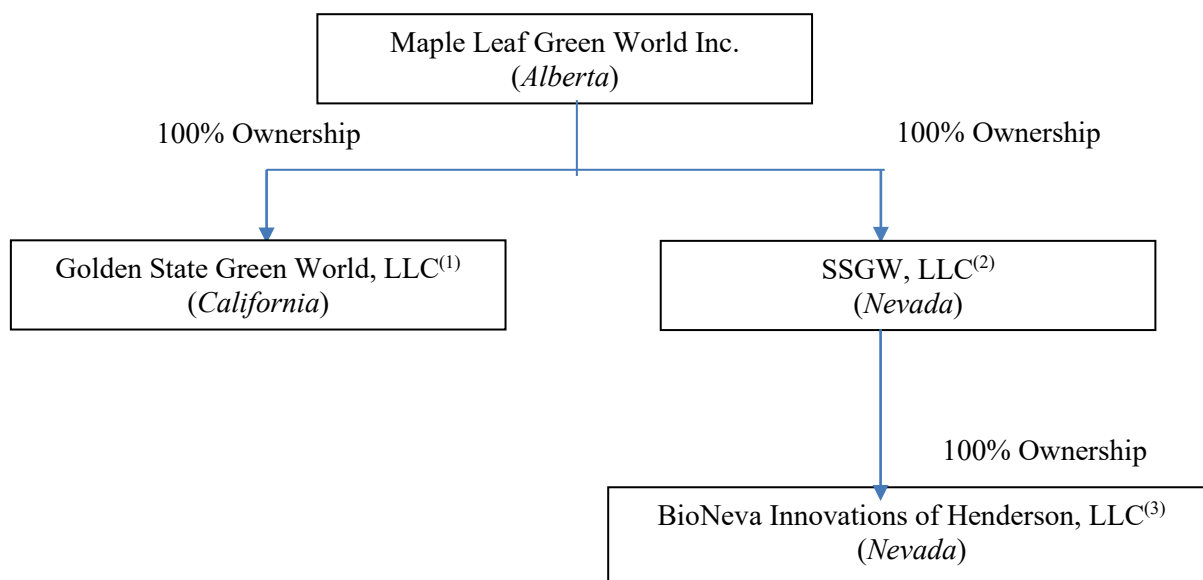 Maple Leaf Green World Inc.
(Alberta)
100% Ownership
100% Ownership
Golden State Green World, LLC(1)
(California)
SSGW, LLC(2)
(Nevada)
100% Ownership
BioNeva Innovations of Henderson, LLC(3)
(Nevada)